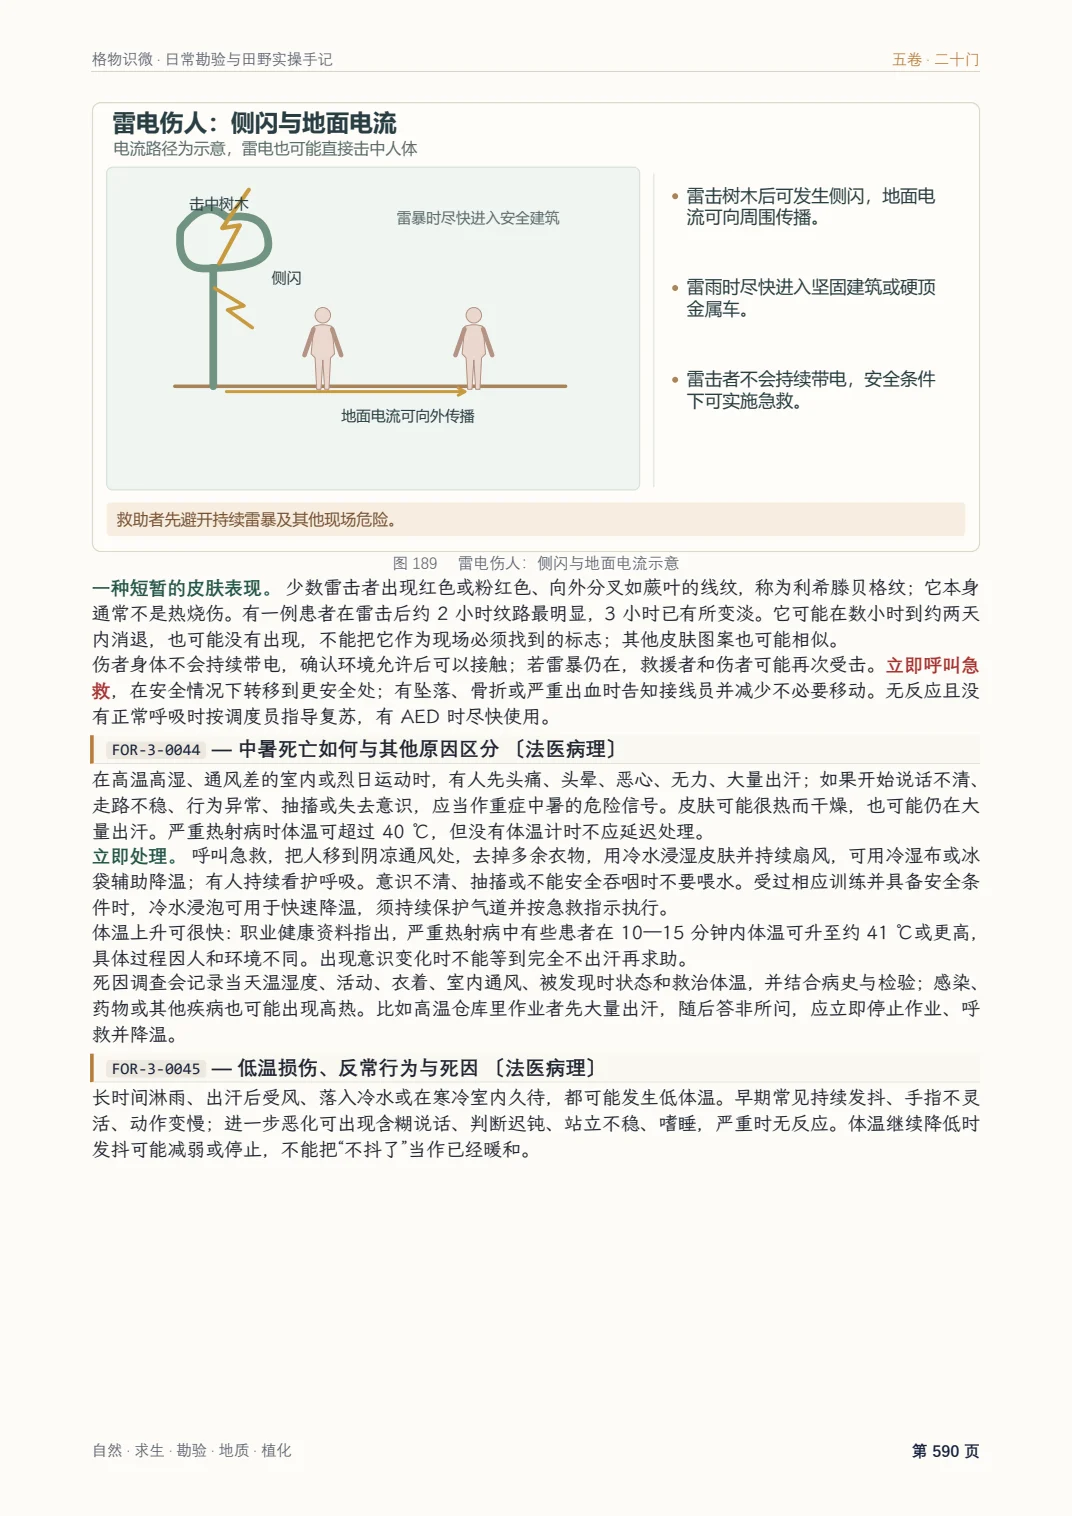 格物识微 · 日常勘验与田野实操手记
五卷 · 二十门
雷电伤人：侧闪与地面电流
电流路径为示意，雷电也可能直接击中人体
击中树木
雷暴时尽快进入安全建筑
侧闪
地面电流可向外传播
• 雷击树木后可发生侧闪，地面电
流可向周围传播。
• 雷雨时尽快进入坚固建筑或硬顶
金属车。
• 雷击者不会持续带电，安全条件
下可实施急救。
救助者先避开持续雷暴及其他现场危险。
图 189 雷电伤人：侧闪与地面电流示意
一种短暂的皮肤表现。 少数雷击者出现红色或粉红色、向外分叉如蕨叶的线纹，称为利希滕贝格纹；它本身
通常不是热烧伤。有一例患者在雷击后约 2 小时纹路最明显，3 小时已有所变淡。它可能在数小时到约两天
内消退，也可能没有出现，不能把它作为现场必须找到的标志；其他皮肤图案也可能相似。
伤者身体不会持续带电，确认环境允许后可以接触；若雷暴仍在，救援者和伤者可能再次受击。立即呼叫急
救，在安全情况下转移到更安全处；有坠落、骨折或严重出血时告知接线员并减少不必要移动。无反应且没
有正常呼吸时按调度员指导复苏，有 AED 时尽快使用。
FOR-3-0044 — 中暑死亡如何与其他原因区分 〔法医病理〕
在高温高湿、通风差的室内或烈日运动时，有人先头痛、头晕、恶心、无力、大量出汗；如果开始说话不清、
走路不稳、行为异常、抽搐或失去意识，应当作重症中暑的危险信号。皮肤可能很热而干燥，也可能仍在大
量出汗。严重热射病时体温可超过 40 ℃，但没有体温计时不应延迟处理。
立即处理。 呼叫急救，把人移到阴凉通风处，去掉多余衣物，用冷水浸湿皮肤并持续扇风，可用冷湿布或冰
袋辅助降温；有人持续看护呼吸。意识不清、抽搐或不能安全吞咽时不要喂水。受过相应训练并具备安全条
件时，冷水浸泡可用于快速降温，须持续保护气道并按急救指示执行。
体温上升可很快：职业健康资料指出，严重热射病中有些患者在 10—15 分钟内体温可升至约 41 ℃或更高，
具体过程因人和环境不同。出现意识变化时不能等到完全不出汗再求助。
死因调查会记录当天温湿度、活动、衣着、室内通风、被发现时状态和救治体温，并结合病史与检验；感染、
药物或其他疾病也可能出现高热。比如高温仓库里作业者先大量出汗，随后答非所问，应立即停止作业、呼
救并降温。
FOR-3-0045 — 低温损伤、反常行为与死因 〔法医病理〕
长时间淋雨、出汗后受风、落入冷水或在寒冷室内久待，都可能发生低体温。早期常见持续发抖、手指不灵
活、动作变慢；进一步恶化可出现含糊说话、判断迟钝、站立不稳、嗜睡，严重时无反应。体温继续降低时
发抖可能减弱或停止，不能把“不抖了”当作已经暖和。
自然 · 求生 · 勘验 · 地质 · 植化
第 590 页